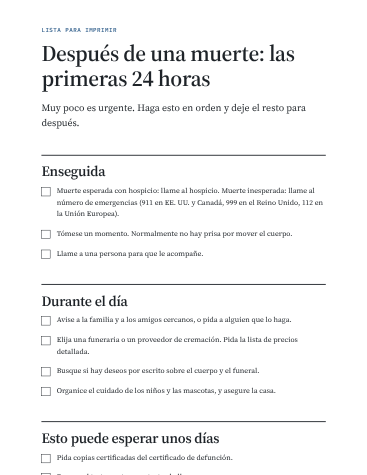 LISTA PARA IMPRIMIR
Después de una muerte: las
primeras 24 horas
Muy poco es urgente. Haga esto en orden y deje el resto para
después.
Enseguida
Muerte esperada con hospicio: llame al hospicio. Muerte inesperada: llame al
número de emergencias (911 en EE. UU. y Canadá, 999 en el Reino Unido, 112 en
la Unión Europea).
Tómese un momento. Normalmente no hay prisa por mover el cuerpo.
Llame a una persona para que le acompañe.
Durante el día
Avise a la familia y a los amigos cercanos, o pida a alguien que lo haga.
Elija una funeraria o un proveedor de cremación. Pida la lista de precios
detallada.
Busque si hay deseos por escrito sobre el cuerpo y el funeral.
Organice el cuidado de los niños y las mascotas, y asegure la casa.
Esto puede esperar unos días
Pida copias certificadas del certificado de defunción.